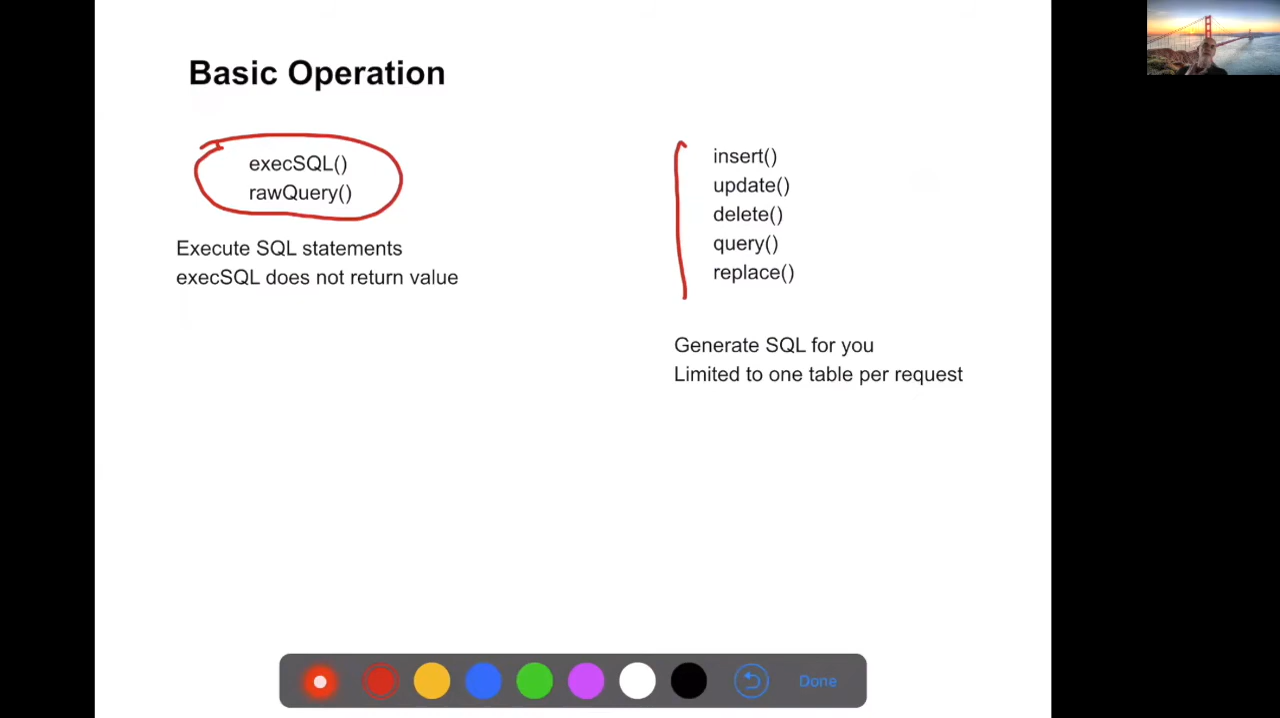 Basic Operation
execSQL()
rawQuery()
Execute SQL statements
execSQL does not return value
insert()
update()
delete()
query()
replace()
Generate SQL for you
Limited to one table per request
Done